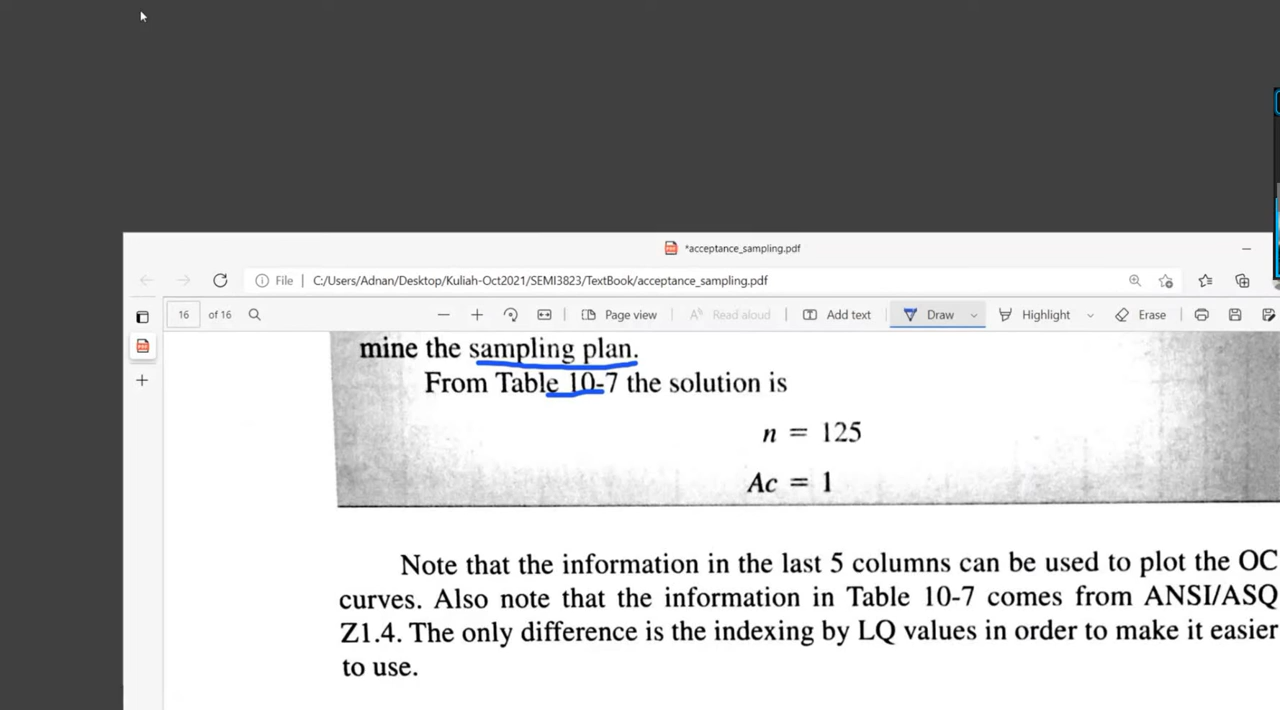 *acceptance_sampling.pdf
File | C:/Users/Adnan/Desktop/Kuliah-Oct2021/SEMI3823/TextBook/acceptance_sampling.pdf
16 of 16 Page view Read aloud Add text Draw Highlight Erase
mine the sampling plan.
From Table 10-7 the solution is
n = 125
Ac = 1
Note that the information in the last 5 columns can be used to plot the OC
curves. Also note that the information in Table 10-7 comes from ANSI/ASQ
Z1.4. The only difference is the indexing by LQ values in order to make it easier
to use.